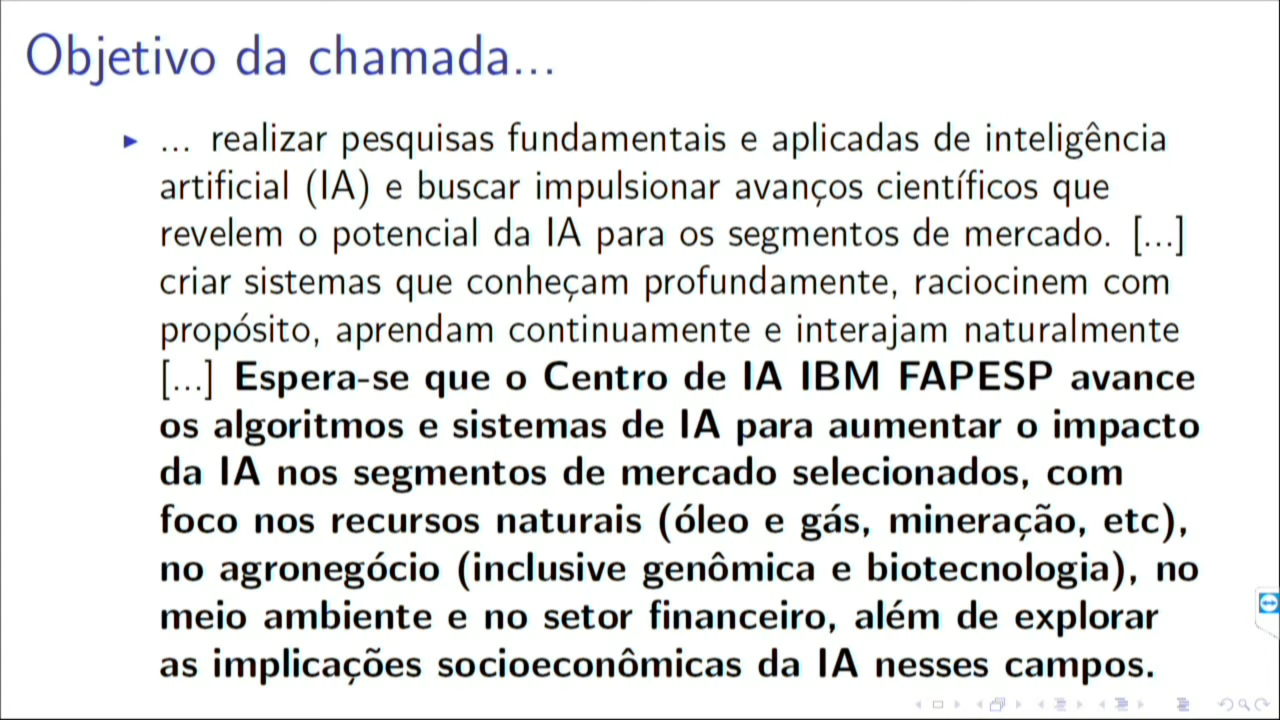 Objetivo da chamada...
... realizar pesquisas fundamentais e aplicadas de inteligência
artificial (IA) e buscar impulsionar avanços científicos que
revelem o potencial da IA para os segmentos de mercado. [...]
criar sistemas que conheçam profundamente, raciocinem com
propósito, aprendam continuamente e interajam naturalmente
[...] Espera-se que o Centro de IA IBM FAPESP avance
os algoritmos e sistemas de IA para aumentar o impacto
da IA nos segmentos de mercado selecionados, com
foco nos recursos naturais (óleo e gás, mineração, etc),
no agronegócio (inclusive genômica e biotecnologia), no
meio ambiente e no setor financeiro, além de explorar
as implicações socioeconômicas da IA nesses campos.